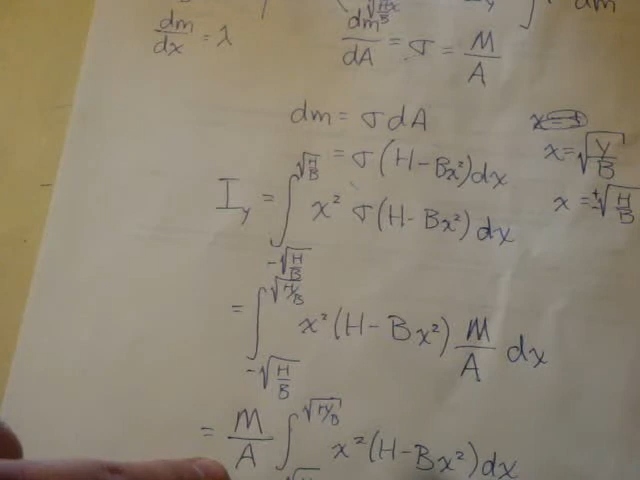 dm/dx = λ
dm/dA = σ = M/A
dm = σ dA
= σ(H - Bx²)dx
x = √(y/B)
x = ±√(H/B)
I_y = ∫_{-√(H/B)}^{√(H/B)} x² σ(H - Bx²) dx
= ∫_{-√(H/B)}^{√(H/B)} x²(H - Bx²) M/A dx
= M/A ∫^{√(H/B)} x²(H - Bx²)dx